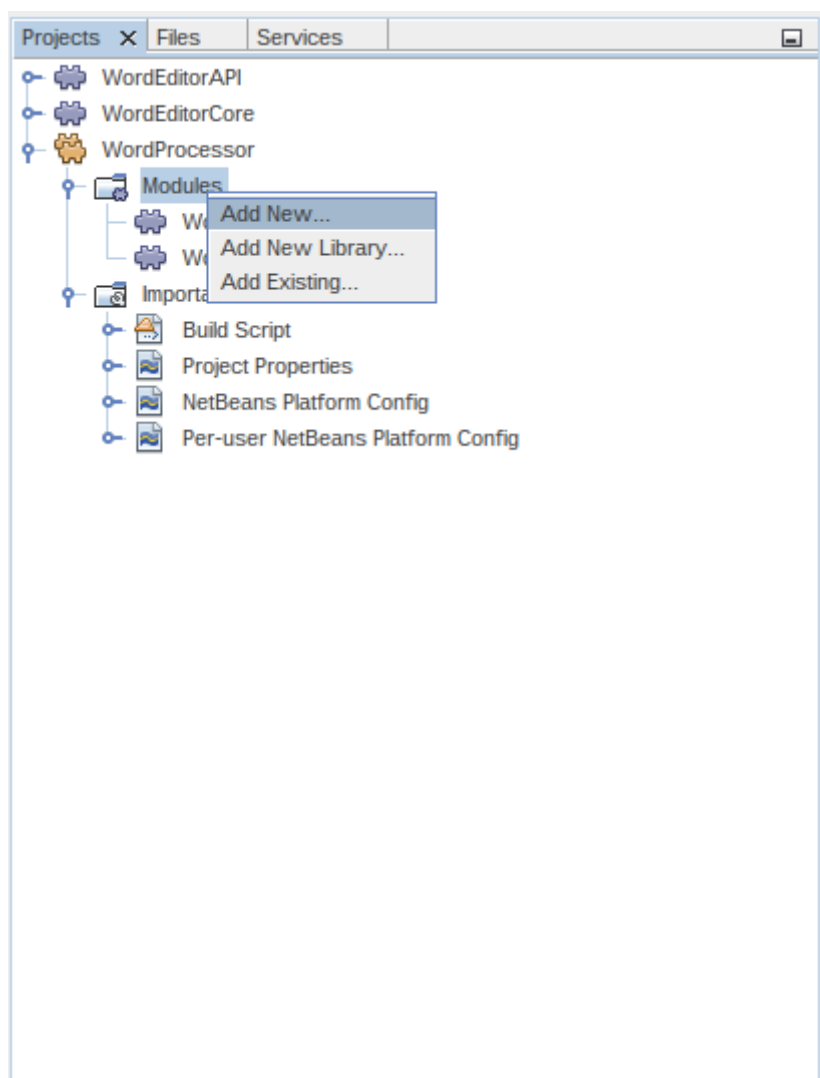 Projects Files Services
WordEditorAPI
WordEditorCore
WordProcessor
Modules
Add New...
Add New Library...
Add Existing...
Build Script
Project Properties
NetBeans Platform Config
Per-user NetBeans Platform Config